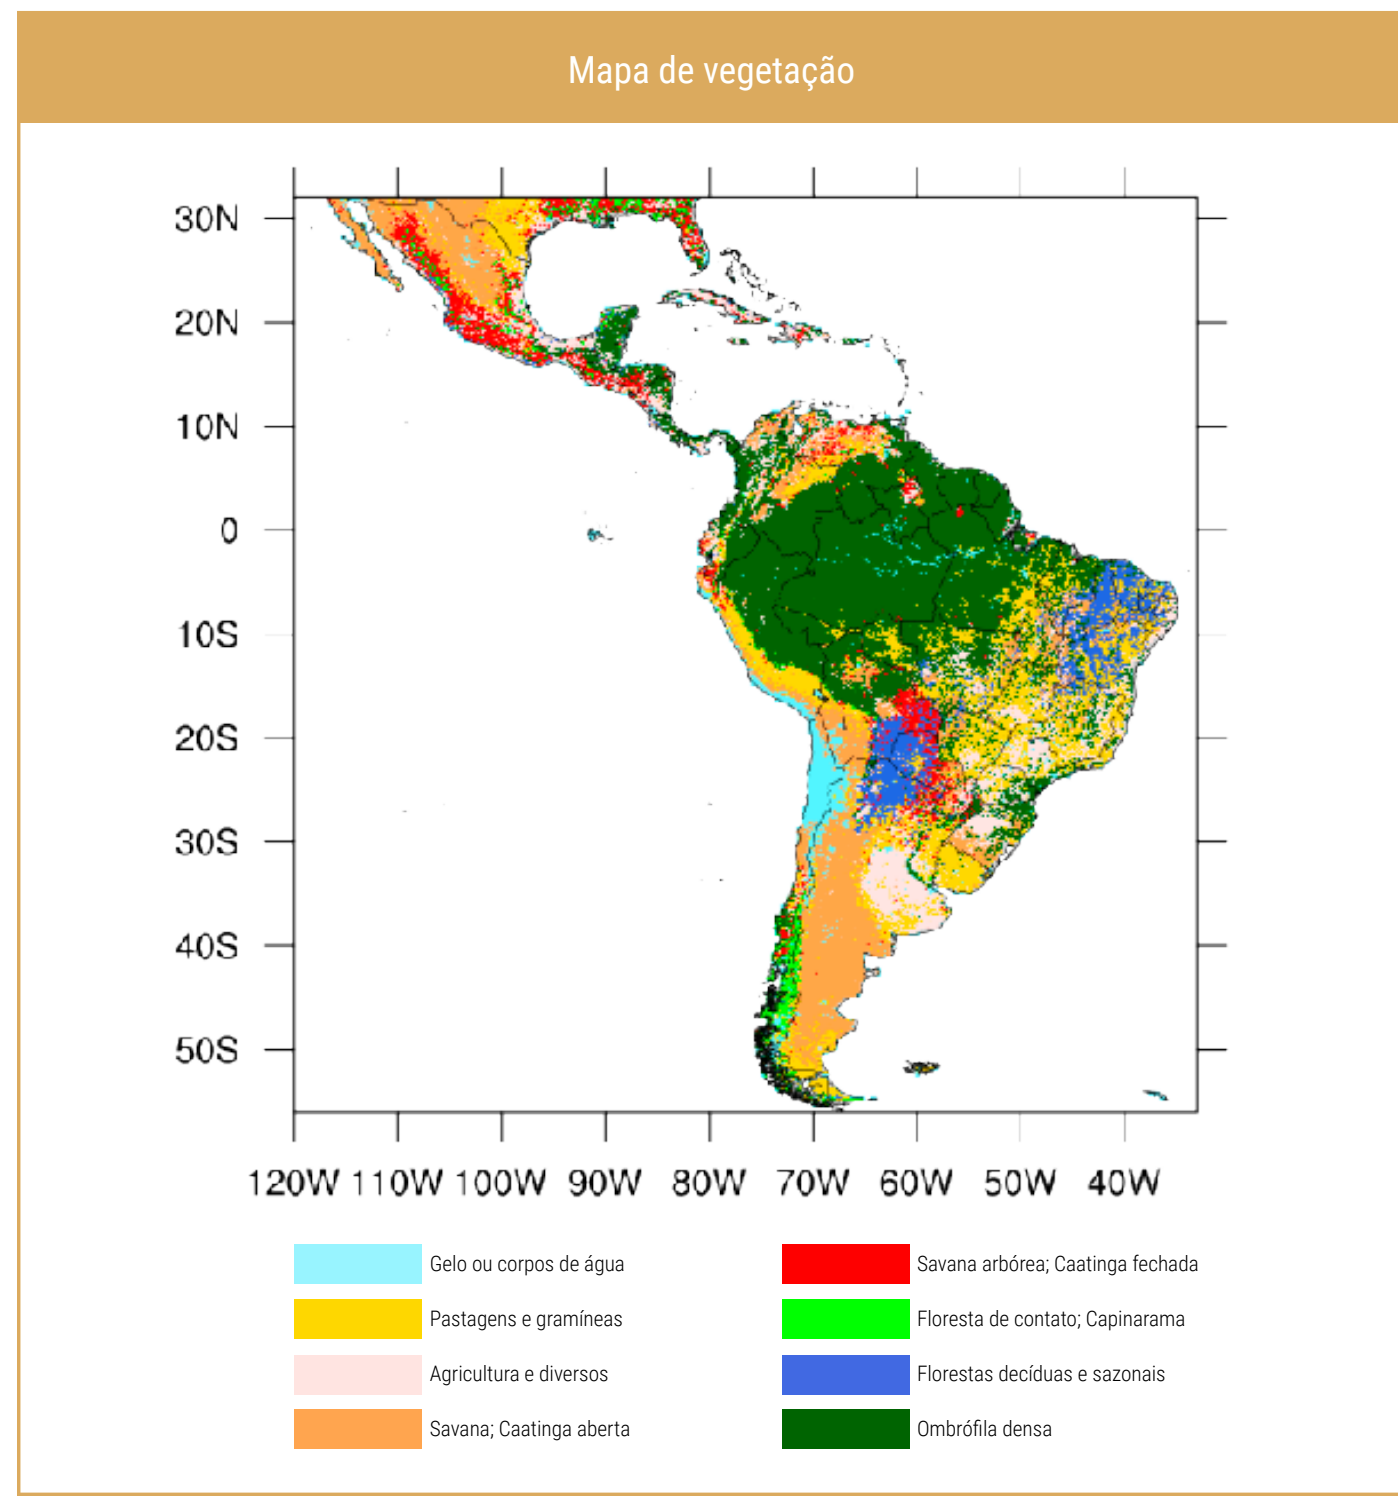 Mapa de vegetação
30N
20N
10N
0
10S
20S
30S
40S
50S
120W 110W 100W 90W 80W 70W 60W 50W 40W
Gelo ou corpos de água
Pastagens e gramíneas
Agricultura e diversos
Savana; Caatinga aberta
Savana arbórea; Caatinga fechada
Floresta de contato; Capinarama
Florestas decíduas e sazonais
Ombrófila densa